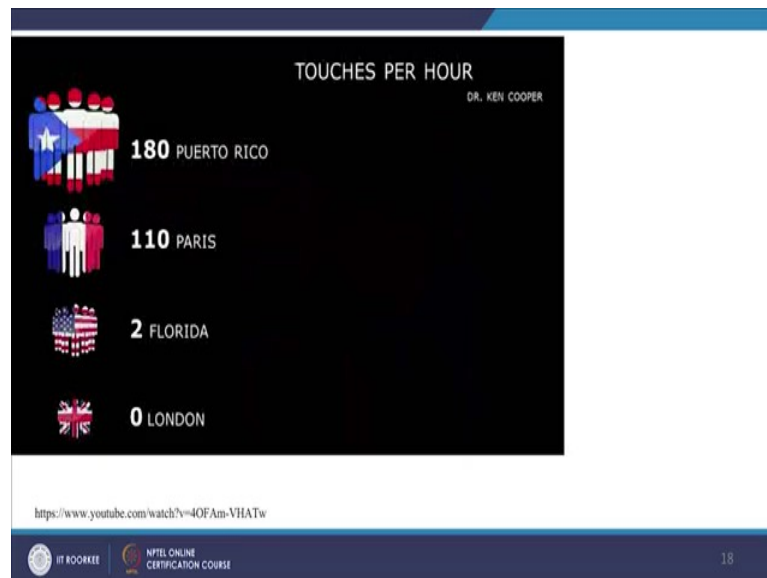 TOUCHES PER HOUR
DR. KEN COOPER
180 PUERTO RICO
110 PARIS
2 FLORIDA
0 LONDON
https://www.youtube.com/watch?v=4OFAm-VHATw
IIT ROORKEE
NPTEL ONLINE
CERTIFICATION COURSE
18